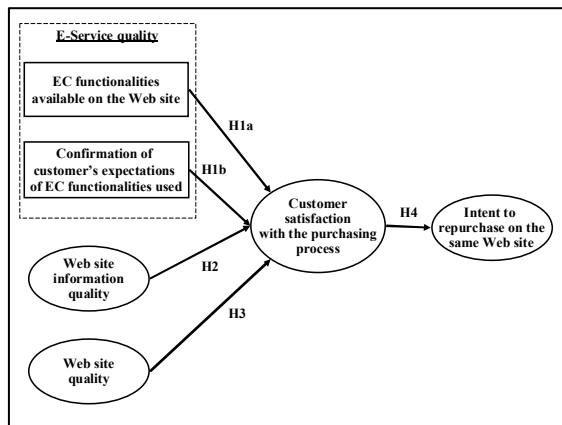 E-Service quality
EC functionalities
available on the Web site
H1a
Confirmation of
customer's expectations
of EC functionalities used
H1b
Customer
satisfaction
with the purchasing
process
H4
Intent to
repurchase on the
same Web site
Web site
information
quality
H2
H3
Web site
quality